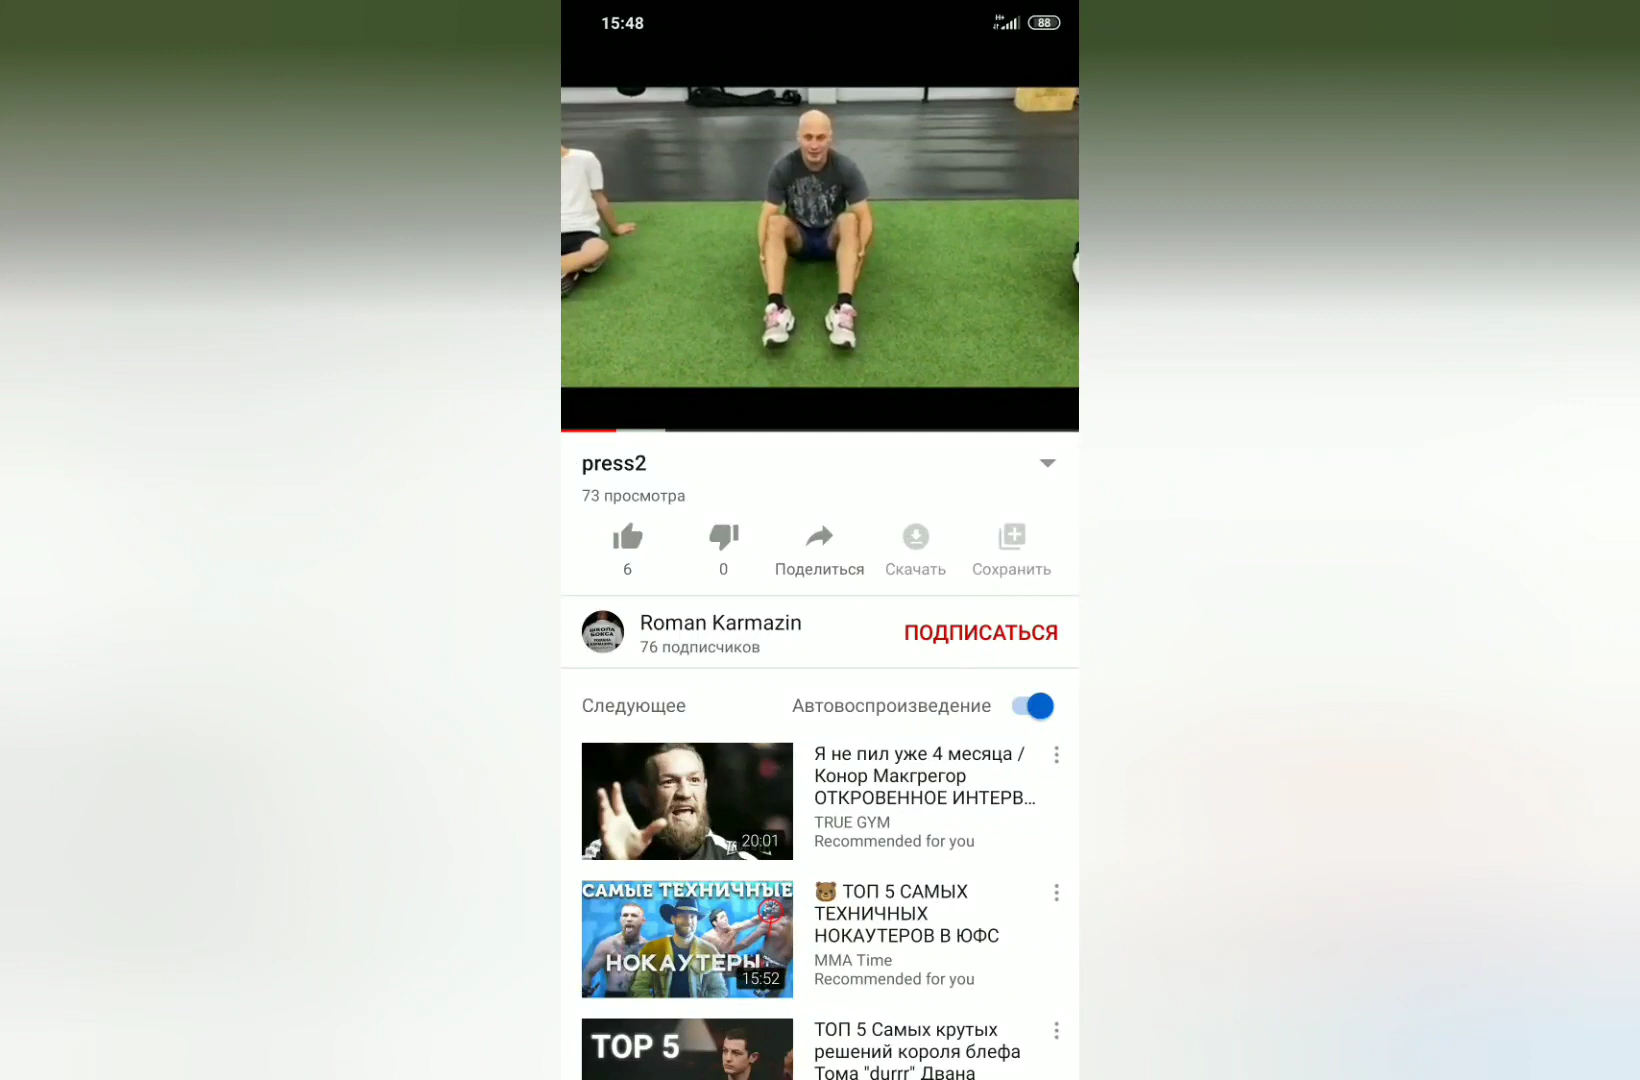 15:48
88
press2
73 просмотра
6
0
Поделиться
Скачать
Сохранить
Roman Karmazin
76 подписчиков
ПОДПИСАТЬСЯ
ШКОЛА
БОКСА
Следующее
Автовоспроизведение
Я не пил уже 4 месяца /
Конор Макгрегор
ОТКРОВЕННОЕ ИНТЕРВ...
TRUE GYM
Recommended for you
20:01
САМЫЕ ТЕХНИЧНЫЕ
НОКАУТЕРЫ
15:52
🐻 ТОП 5 САМЫХ
ТЕХНИЧНЫХ
НОКАУТЕРОВ В ЮФС
MMA Time
Recommended for you
TOP 5
ТОП 5 Самых крутых
решений короля блефа
Тома "durrr" Двана